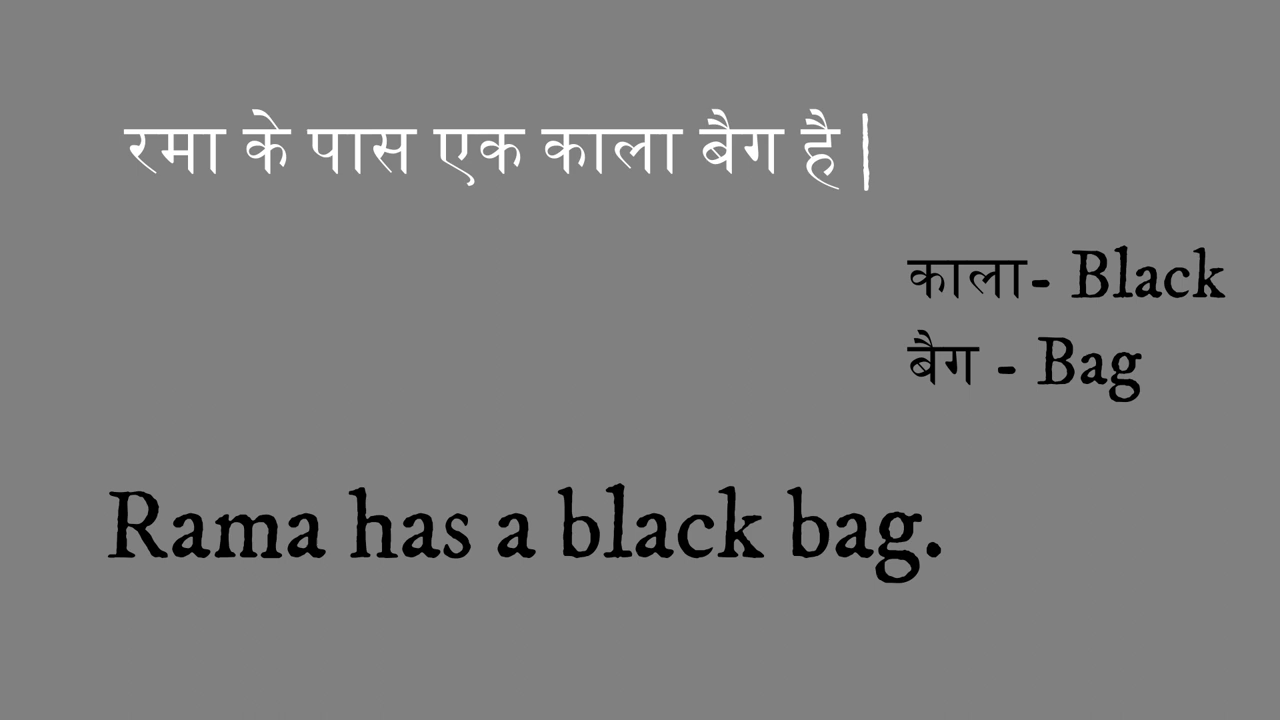 रमा के पास एक काला बैग है |
काला- Black
बैग - Bag
Rama has a black bag.